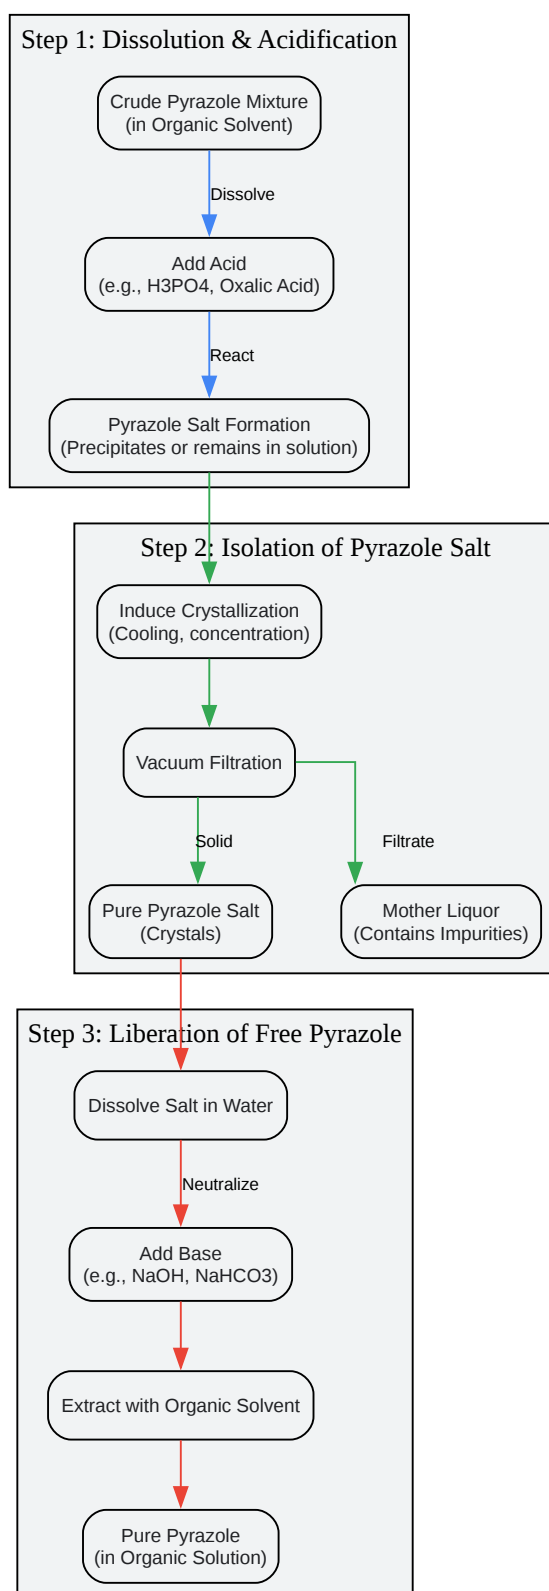 Step 1: Dissolution & Acidification
Crude Pyrazole Mixture
(in Organic Solvent)
Dissolve
Add Acid
(e.g., H3PO4, Oxalic Acid)
React
Pyrazole Salt Formation
(Precipitates or remains in solution)
Step 2: Isolation of Pyrazole Salt
Induce Crystallization
(Cooling, concentration)
Vacuum Filtration
Solid
Filtrate
Pure Pyrazole Salt
(Crystals)
Mother Liquor
(Contains Impurities)
Step 3: Liberation of Free Pyrazole
Dissolve Salt in Water
Neutralize
Add Base
(e.g., NaOH, NaHCO3)
Extract with Organic Solvent
Pure Pyrazole
(in Organic Solution)